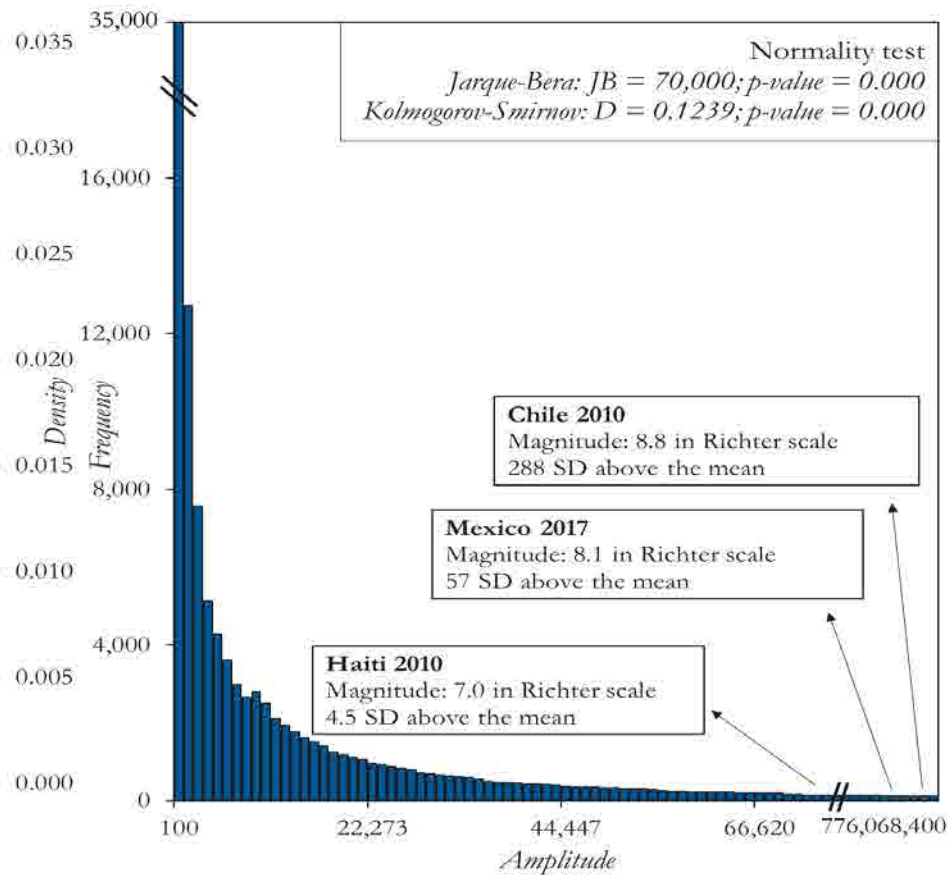 35,000
0.035
Normality test
Jarque-Bera: JB = 70,000; p-value = 0.000
Kolmogorov-Smirnov: D = 0.1239; p-value = 0.000
0.030
16,000
0.025
12,000
0.020
Density
Frequency
Chile 2010
Magnitude: 8.8 in Richter scale
288 SD above the mean
0.015
8,000
Mexico 2017
Magnitude: 8.1 in Richter scale
57 SD above the mean
0.010
4,000
0.005
Haiti 2010
Magnitude: 7.0 in Richter scale
4.5 SD above the mean
0.000
0
100
22,273
44,447
66,620
776,068,400
Amplitude